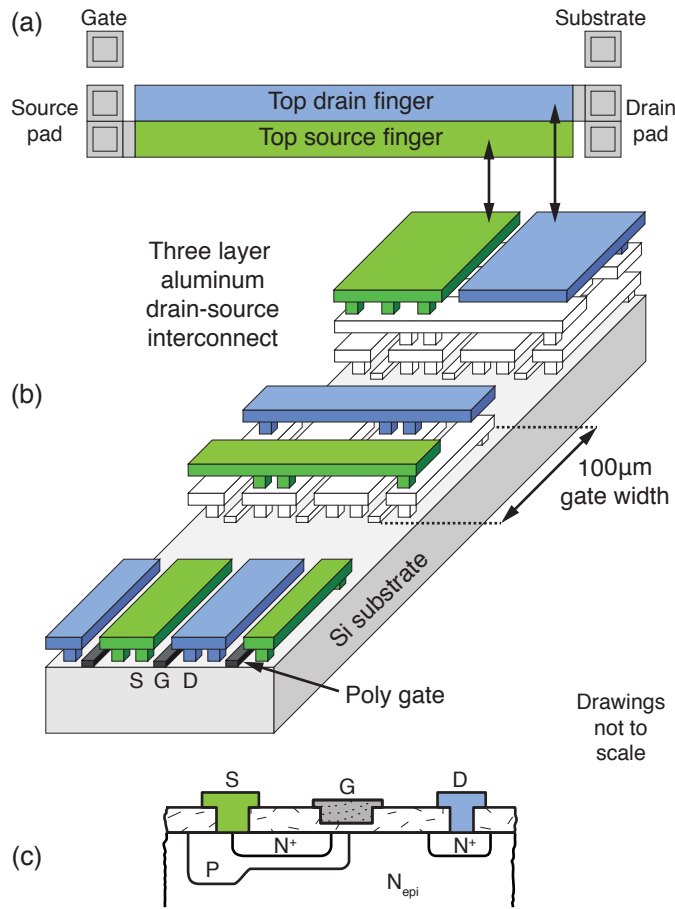 (a)
Gate
Substrate
Source
pad
Top drain finger
Top source finger
Drain
pad
Three layer
aluminum
drain-source
interconnect
(b)
100µm
gate width
Si substrate
S G D
Poly gate
Drawings
not to
scale
(c)
S
G
D
N+
N+
P
Nepi